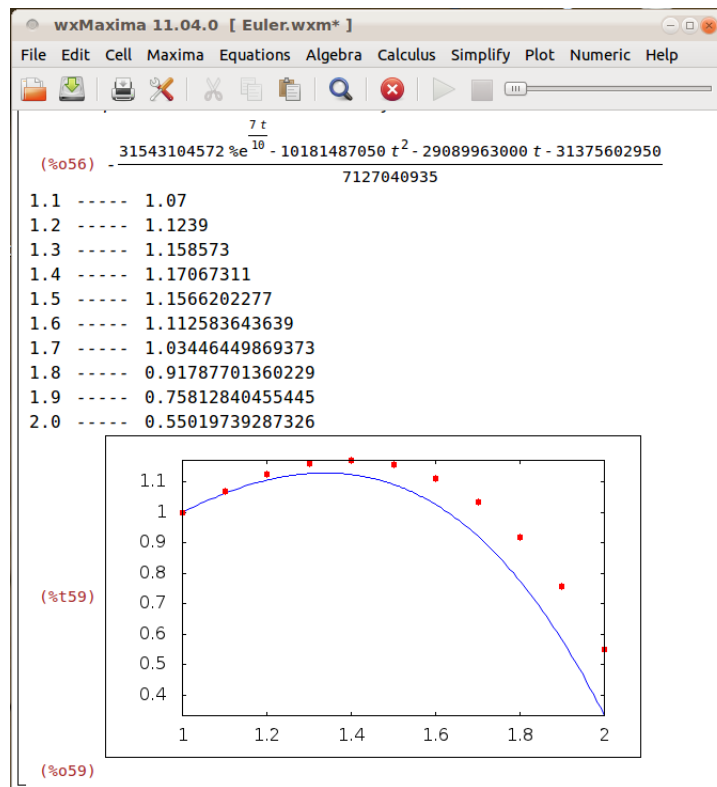 wxMaxima 11.04.0 [ Euler.wxm* ]
File Edit Cell Maxima Equations Algebra Calculus Simplify Plot Numeric Help
(%o56) -(31543104572 %e^(7 t/10) - 10181487050 t^2 - 29089963000 t - 31375602950)/7127040935
1.1 ----- 1.07
1.2 ----- 1.1239
1.3 ----- 1.158573
1.4 ----- 1.17067311
1.5 ----- 1.1566202277
1.6 ----- 1.112583643639
1.7 ----- 1.03446449869373
1.8 ----- 0.91787701360229
1.9 ----- 0.75812840455445
2.0 ----- 0.55019739287326
(%t59)
1.1
1
0.9
0.8
0.7
0.6
0.5
0.4
1 1.2 1.4 1.6 1.8 2
(%o59)